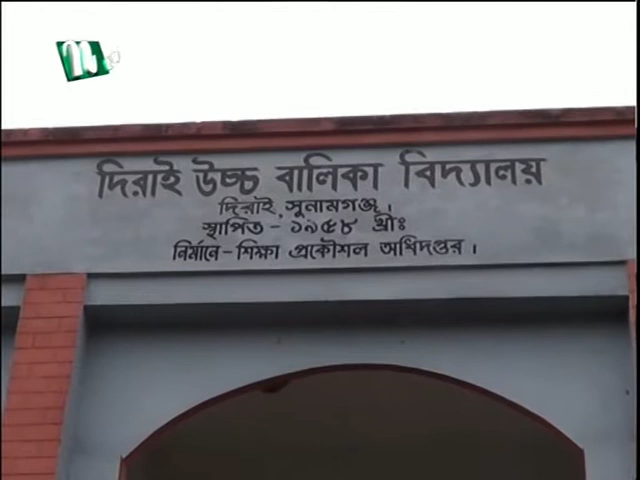 দিরাই উচ্চ বালিকা বিদ্যালয়
দিরাই, সুনামগঞ্জ।
স্থাপিত - ১৯৫৮ খ্রীঃ
নির্মানে - শিক্ষা প্রকৌশল অধিদপ্তর।